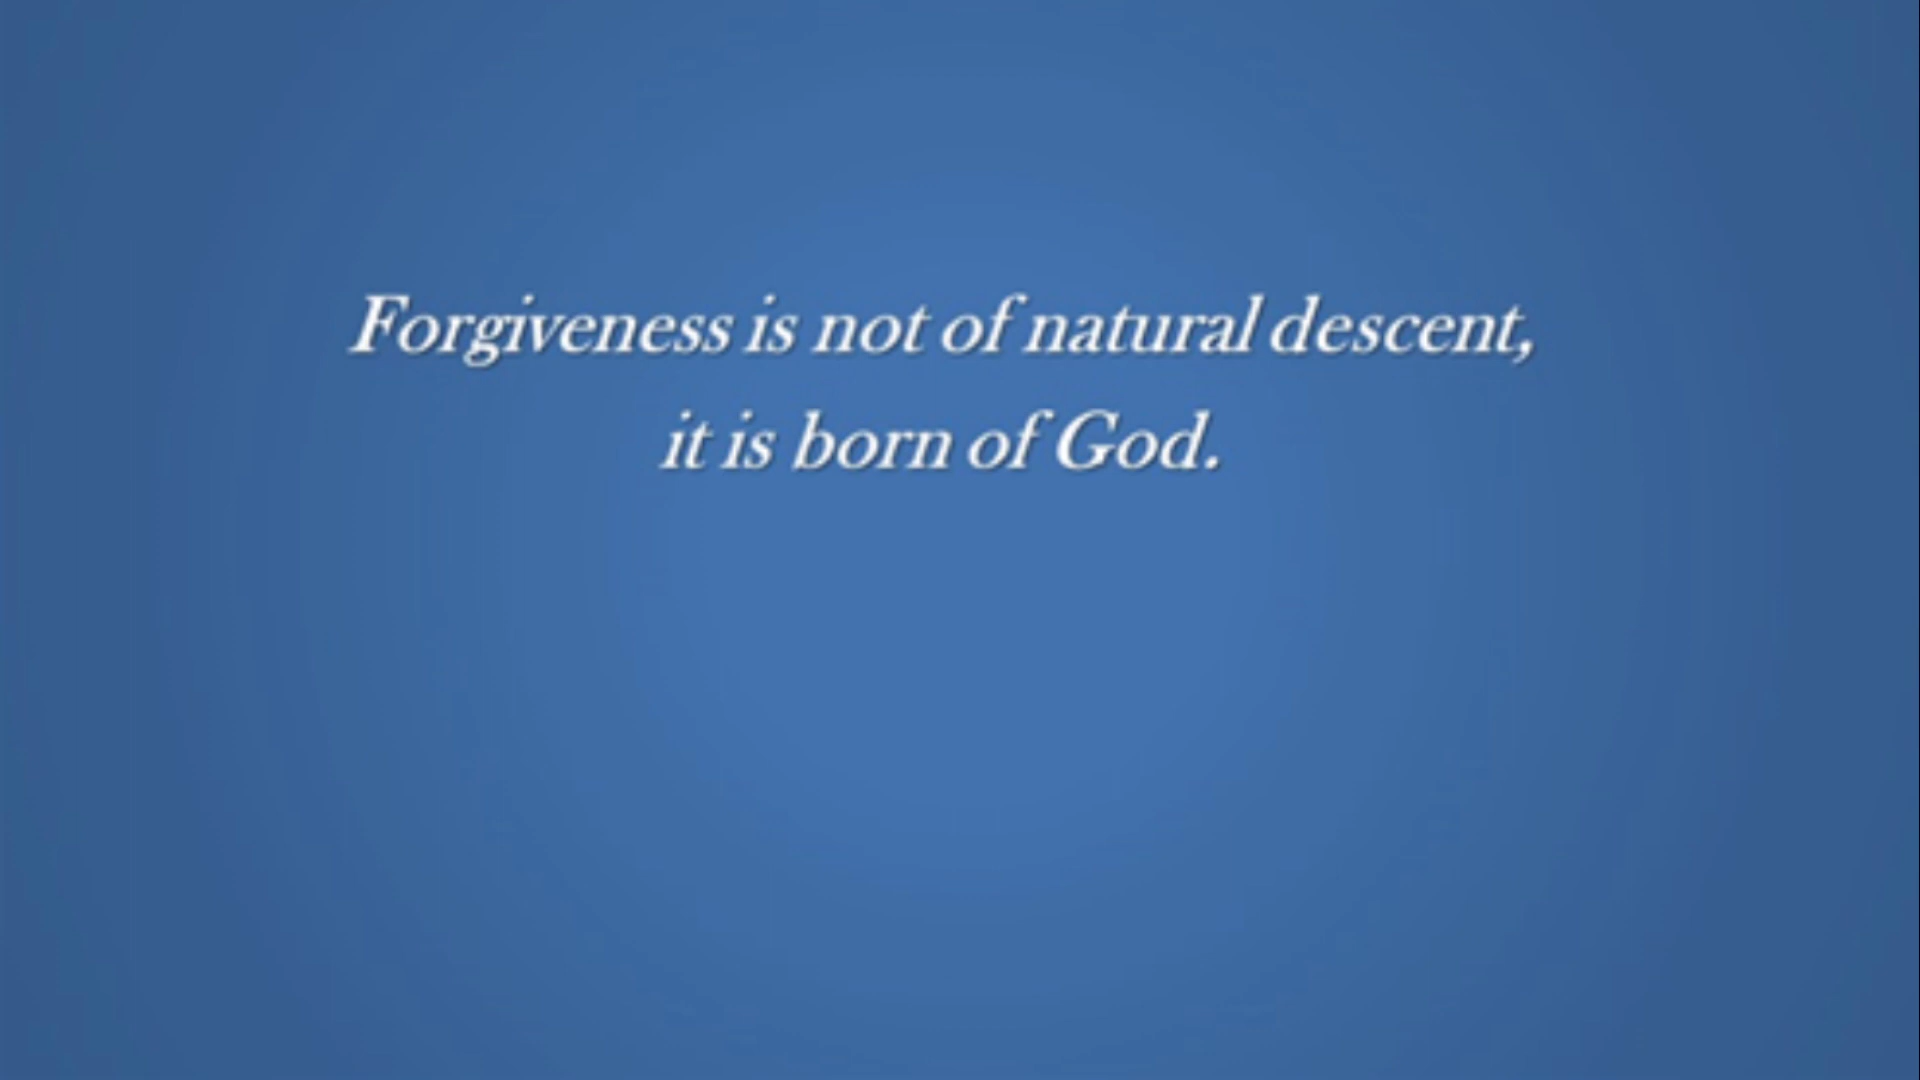 Forgiveness is not of natural descent,
it is born of God.